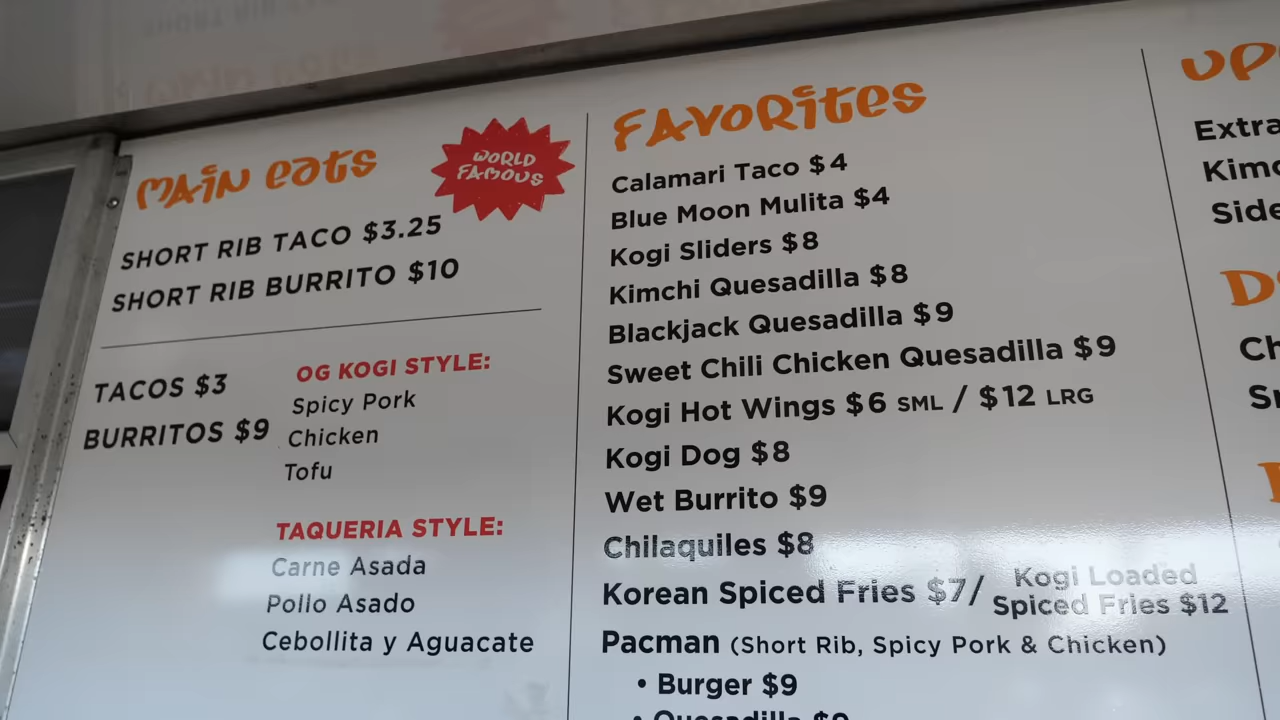 MAIN eats
WORLD
FAMOUS
SHORT RIB TACO $3.25
SHORT RIB BURRITO $10
TACOS $3
BURRITOS $9
OG KOGI STYLE:
Spicy Pork
Chicken
Tofu
TAQUERIA STYLE:
Carne Asada
Pollo Asado
Cebollita y Aguacate
FAVORites
Calamari Taco $4
Blue Moon Mulita $4
Kogi Sliders $8
Kimchi Quesadilla $8
Blackjack Quesadilla $9
Sweet Chili Chicken Quesadilla $9
Kogi Hot Wings $6 SML / $12 LRG
Kogi Dog $8
Wet Burrito $9
Chilaquiles $8
Korean Spiced Fries $7/ Kogi Loaded
Spiced Fries $12
Pacman (Short Rib, Spicy Pork & Chicken)
• Burger $9
• Quesadilla $9
Extra
Side